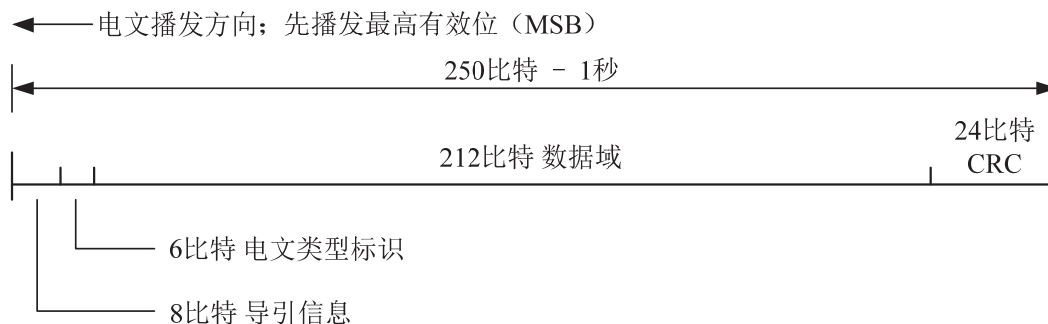 电文播发方向；先播发最高有效位（MSB）
250比特 - 1秒
24比特
212比特 数据域
CRC
6比特 电文类型标识
8比特 导引信息